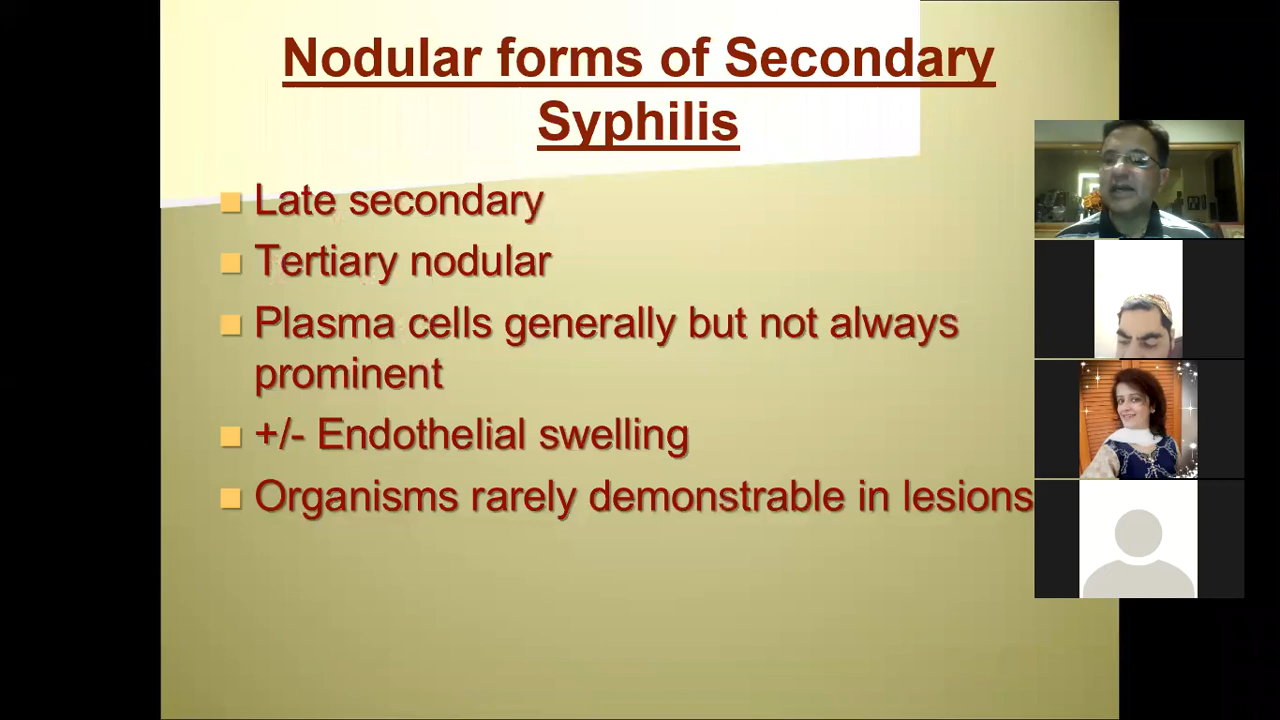 Nodular forms of Secondary
Syphilis
Late secondary
Tertiary nodular
Plasma cells generally but not always
prominent
+/- Endothelial swelling
Organisms rarely demonstrable in lesions